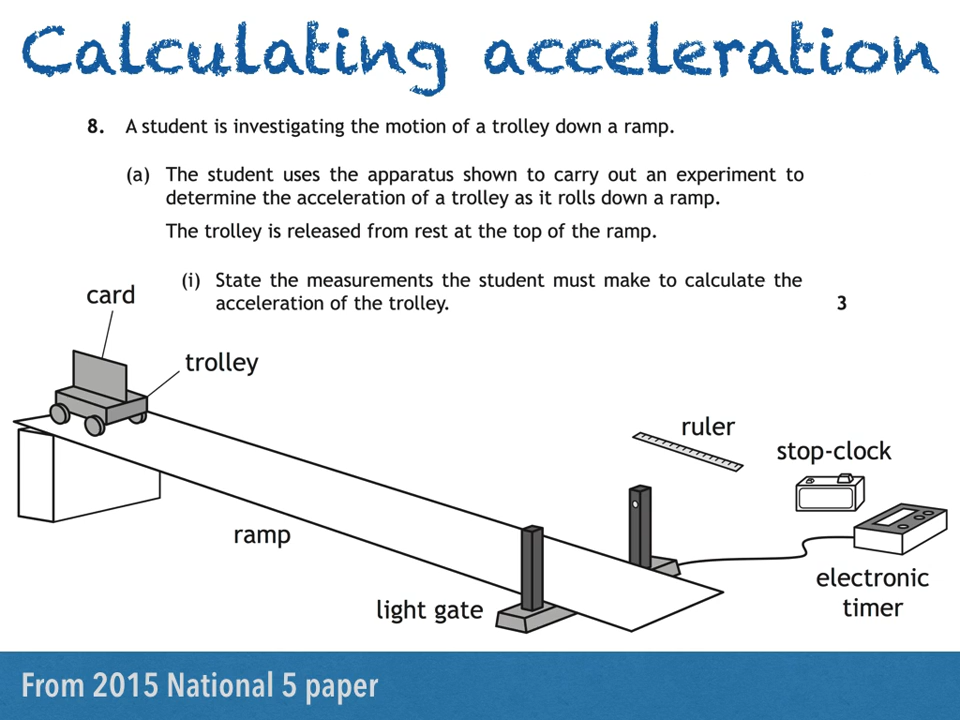 Calculating acceleration
8. A student is investigating the motion of a trolley down a ramp.
(a) The student uses the apparatus shown to carry out an experiment to
determine the acceleration of a trolley as it rolls down a ramp.
The trolley is released from rest at the top of the ramp.
(i) State the measurements the student must make to calculate the
acceleration of the trolley. 3
card
trolley
ruler
stop-clock
ramp
electronic
timer
light gate
From 2015 National 5 paper